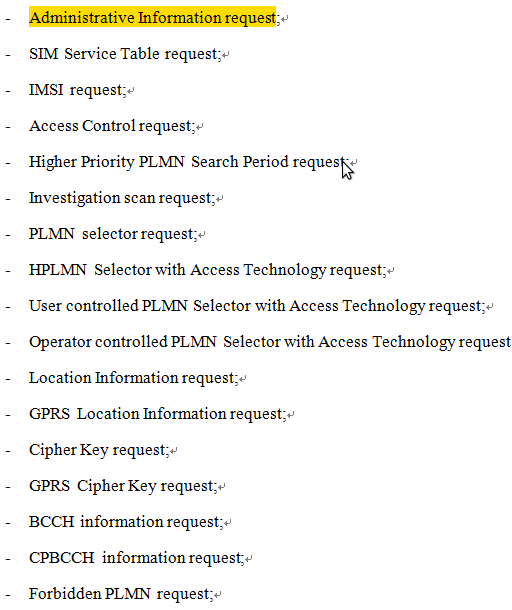 - Administrative Information request;
- SIM Service Table request;
- IMSI request;
- Access Control request;
- Higher Priority PLMN Search Period request;
- Investigation scan request;
- PLMN selector request;
- HPLMN Selector with Access Technology request;
- User controlled PLMN Selector with Access Technology request;
- Operator controlled PLMN Selector with Access Technology request
- Location Information request;
- GPRS Location Information request;
- Cipher Key request;
- GPRS Cipher Key request;
- BCCH information request;
- CPBCCH information request;
- Forbidden PLMN request;